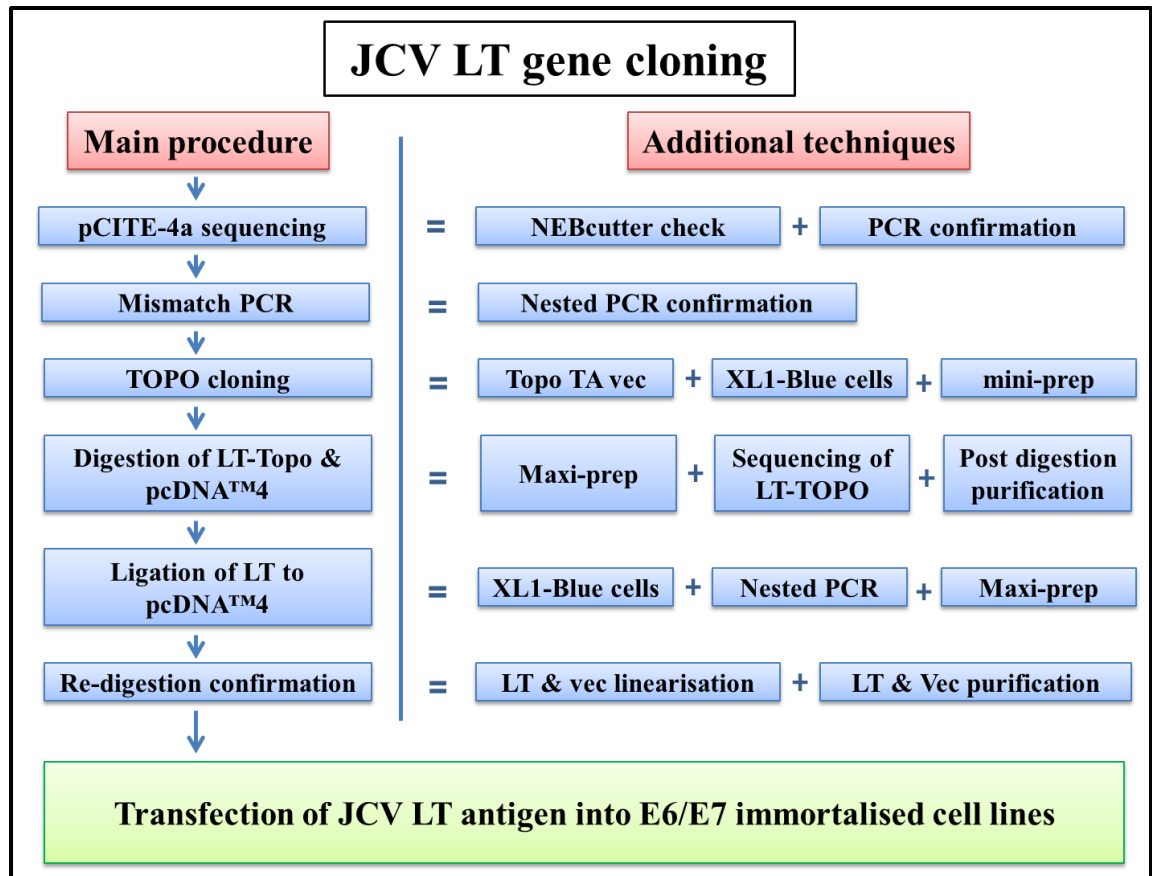 JCV LT gene cloning
Main procedure
Additional techniques
pCITE-4a sequencing
=
NEBcutter check
+
PCR confirmation
Mismatch PCR
=
Nested PCR confirmation
TOPO cloning
=
Topo TA vec
+
XL1-Blue cells
+
mini-prep
Digestion of LT-Topo &
pcDNA™4
=
Maxi-prep
+
Sequencing of
LT-TOPO
+
Post digestion
purification
Ligation of LT to
pcDNA™4
=
XL1-Blue cells
+
Nested PCR
+
Maxi-prep
Re-digestion confirmation
=
LT & vec linearisation
+
LT & Vec purification
Transfection of JCV LT antigen into E6/E7 immortalised cell lines